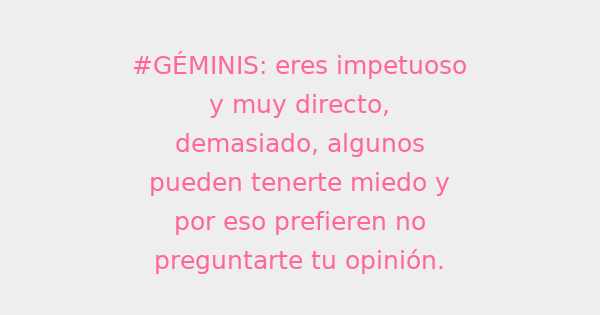 #GÉMINIS: eres impetuoso
y muy directo,
demasiado, algunos
pueden tenerte miedo y
por eso prefieren no
preguntarte tu opinión.